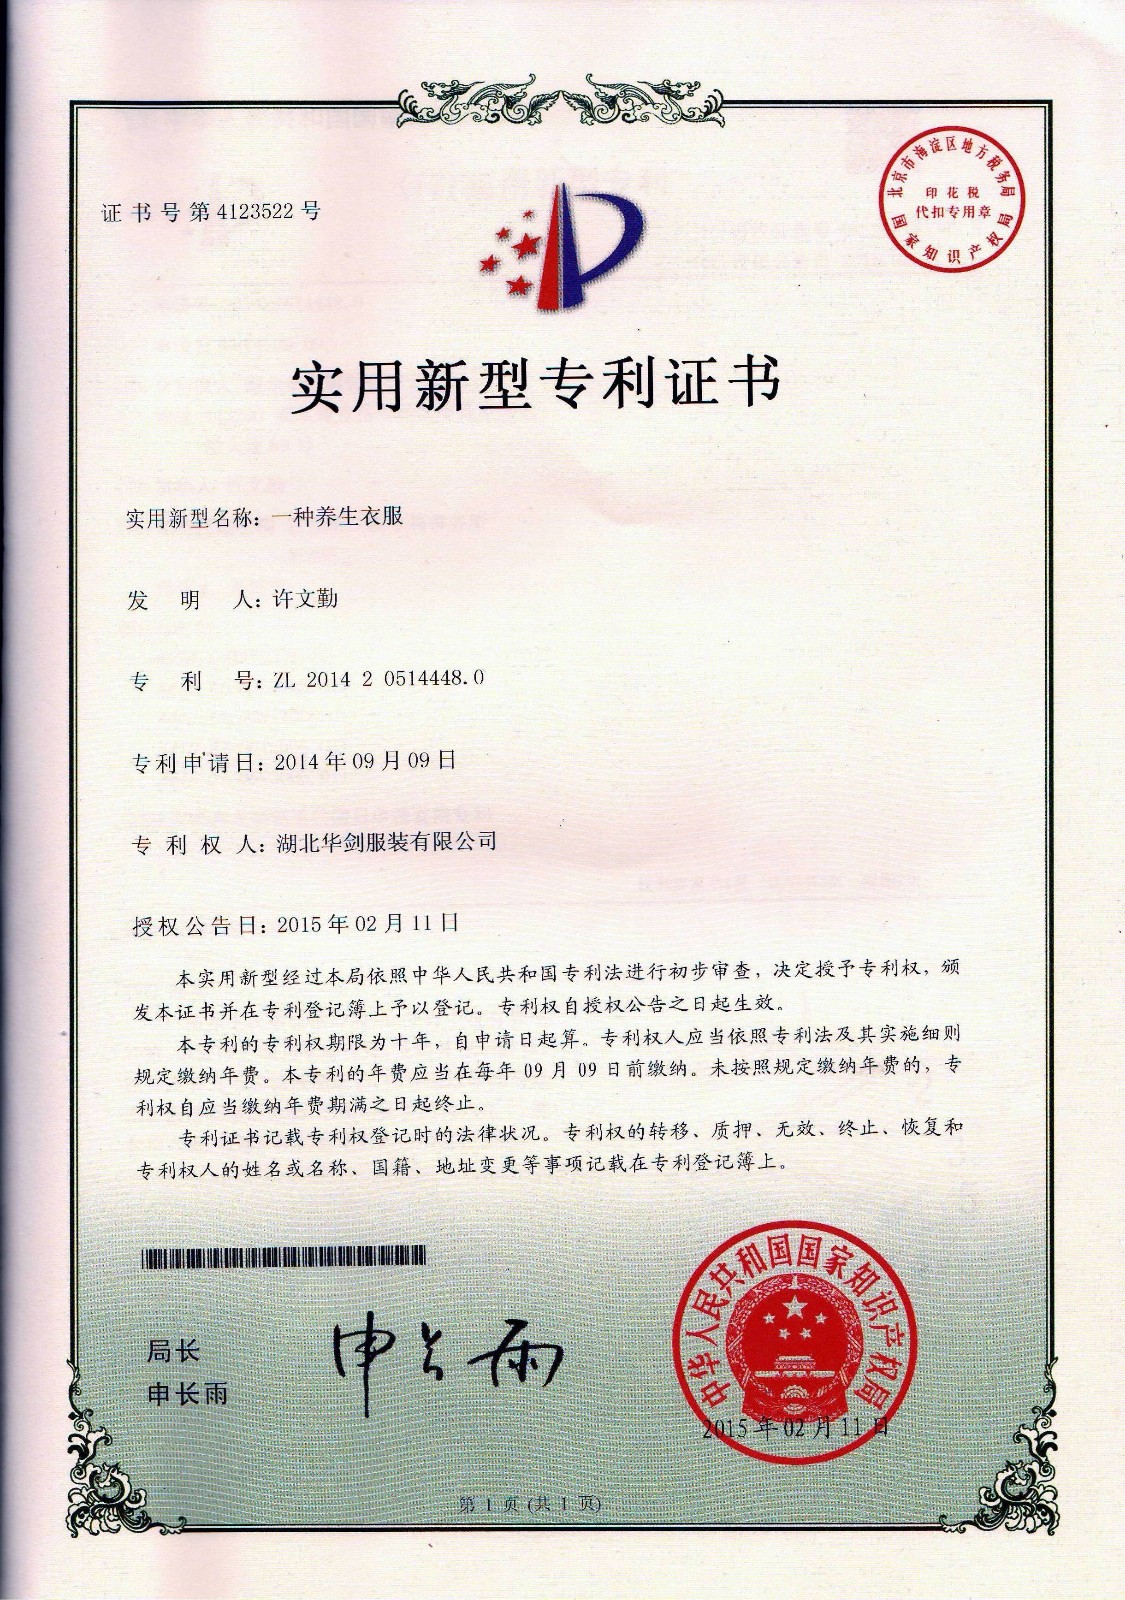 证书号第4123522号
北京市海淀区地方税务局
印花税
代扣专用章
国家知识产权局
实用新型专利证书
实用新型名称：一种养生衣服
发明人：许文勤
专利号：ZL 2014 2 0514448.0
专利申请日：2014年09月09日
专利权人：湖北华剑服装有限公司
授权公告日：2015年02月11日
本实用新型经过本局依照中华人民共和国专利法进行初步审查，决定授予专利权，颁
发本证书并在专利登记簿上予以登记。专利权自授权公告之日起生效。
本专利的专利权期限为十年，自申请日起算。专利权人应当依照专利法及其实施细则
规定缴纳年费。本专利的年费应当在每年09月09日前缴纳。未按照规定缴纳年费的，专
利权自应当缴纳年费期满之日起终止。
专利证书记载专利权登记时的法律状况。专利权的转移、质押、无效、终止、恢复和
专利权人的姓名或名称、国籍、地址变更等事项记载在专利登记簿上。
局长
申长雨
申长雨
中华人民共和国国家知识产权局
2015年02月11日
第1页(共1页)